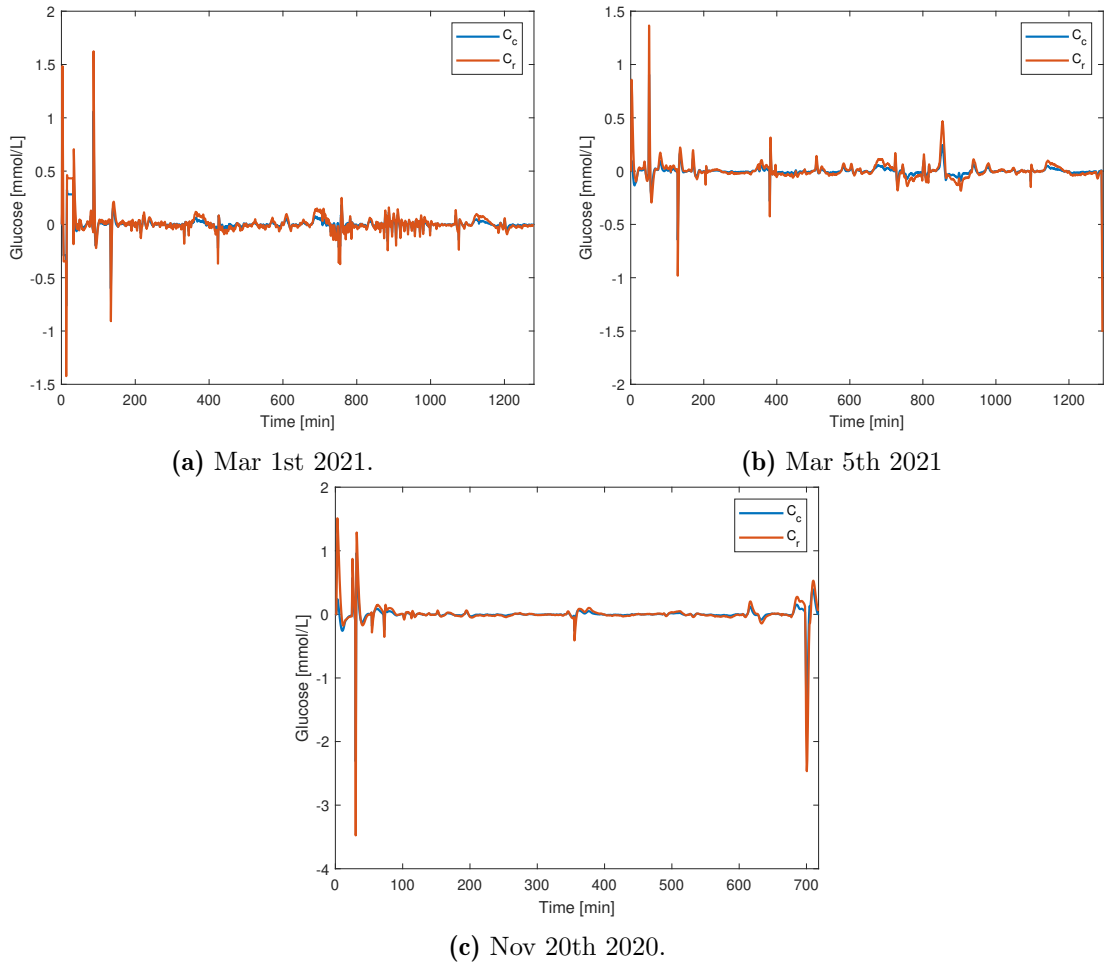 2
1.5
1
0.5
0
-0.5
-1
-1.5
Glucose [mmol/L]
C_c
C_r
0 200 400 600 800 1000 1200
Time [min]
(a) Mar 1st 2021.
1.5
1
0.5
0
-0.5
-1
-1.5
-2
Glucose [mmol/L]
C_c
C_r
0 200 400 600 800 1000 1200
Time [min]
(b) Mar 5th 2021
2
1
0
-1
-2
-3
-4
Glucose [mmol/L]
C_c
C_r
0 100 200 300 400 500 600 700
Time [min]
(c) Nov 20th 2020.